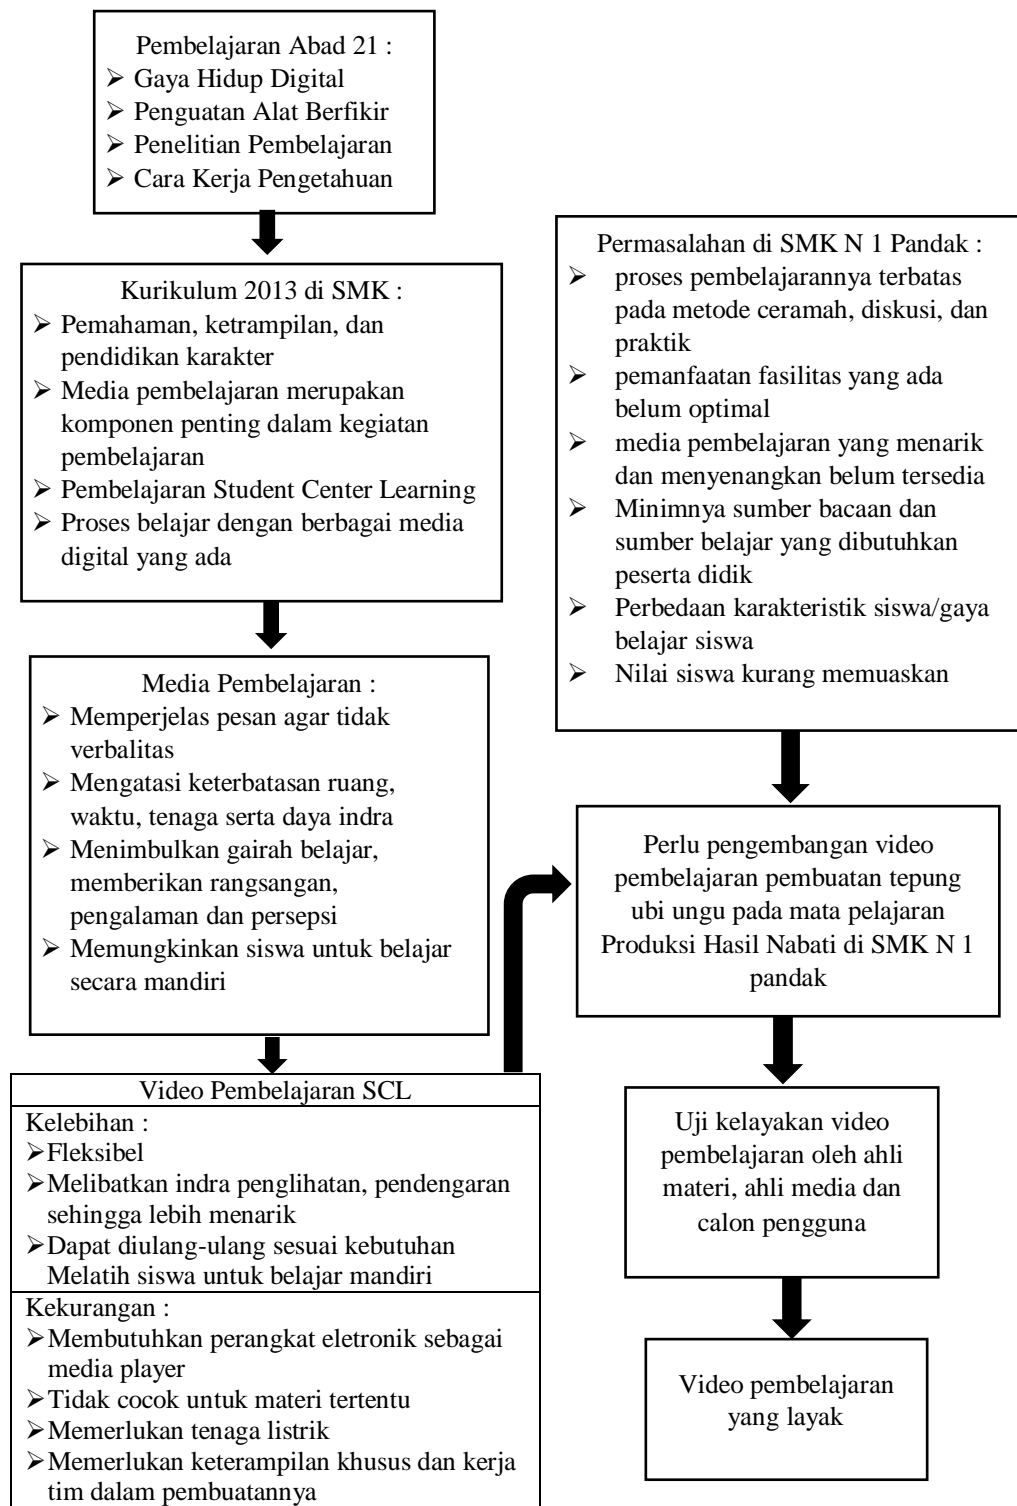 Pembelajaran Abad 21 :
➢ Gaya Hidup Digital
➢ Penguatan Alat Berfikir
➢ Penelitian Pembelajaran
➢ Cara Kerja Pengetahuan
Kurikulum 2013 di SMK :
➢ Pemahaman, ketrampilan, dan
pendidikan karakter
➢ Media pembelajaran merupakan
komponen penting dalam kegiatan
pembelajaran
➢ Pembelajaran Student Center Learning
➢ Proses belajar dengan berbagai media
digital yang ada
Media Pembelajaran :
➢ Memperjelas pesan agar tidak
verbalitas
➢ Mengatasi keterbatasan ruang,
waktu, tenaga serta daya indra
➢ Menimbulkan gairah belajar,
memberikan rangsangan,
pengalaman dan persepsi
➢ Memungkinkan siswa untuk belajar
secara mandiri
Video Pembelajaran SCL
Kelebihan :
➢ Fleksibel
➢ Melibatkan indra penglihatan, pendengaran
sehingga lebih menarik
➢ Dapat diulang-ulang sesuai kebutuhan
Melatih siswa untuk belajar mandiri
Kekurangan :
➢ Membutuhkan perangkat eletronik sebagai
media player
➢ Tidak cocok untuk materi tertentu
➢ Memerlukan tenaga listrik
➢ Memerlukan keterampilan khusus dan kerja
tim dalam pembuatannya
Permasalahan di SMK N 1 Pandak :
➢ proses pembelajarannya terbatas
pada metode ceramah, diskusi, dan
praktik
➢ pemanfaatan fasilitas yang ada
belum optimal
➢ media pembelajaran yang menarik
dan menyenangkan belum tersedia
➢ Minimnya sumber bacaan dan
sumber belajar yang dibutuhkan
peserta didik
➢ Perbedaan karakteristik siswa/gaya
belajar siswa
➢ Nilai siswa kurang memuaskan
Perlu pengembangan video
pembelajaran pembuatan tepung
ubi ungu pada mata pelajaran
Produksi Hasil Nabati di SMK N 1
pandak
Uji kelayakan video
pembelajaran oleh ahli
materi, ahli media dan
calon pengguna
Video pembelajaran
yang layak